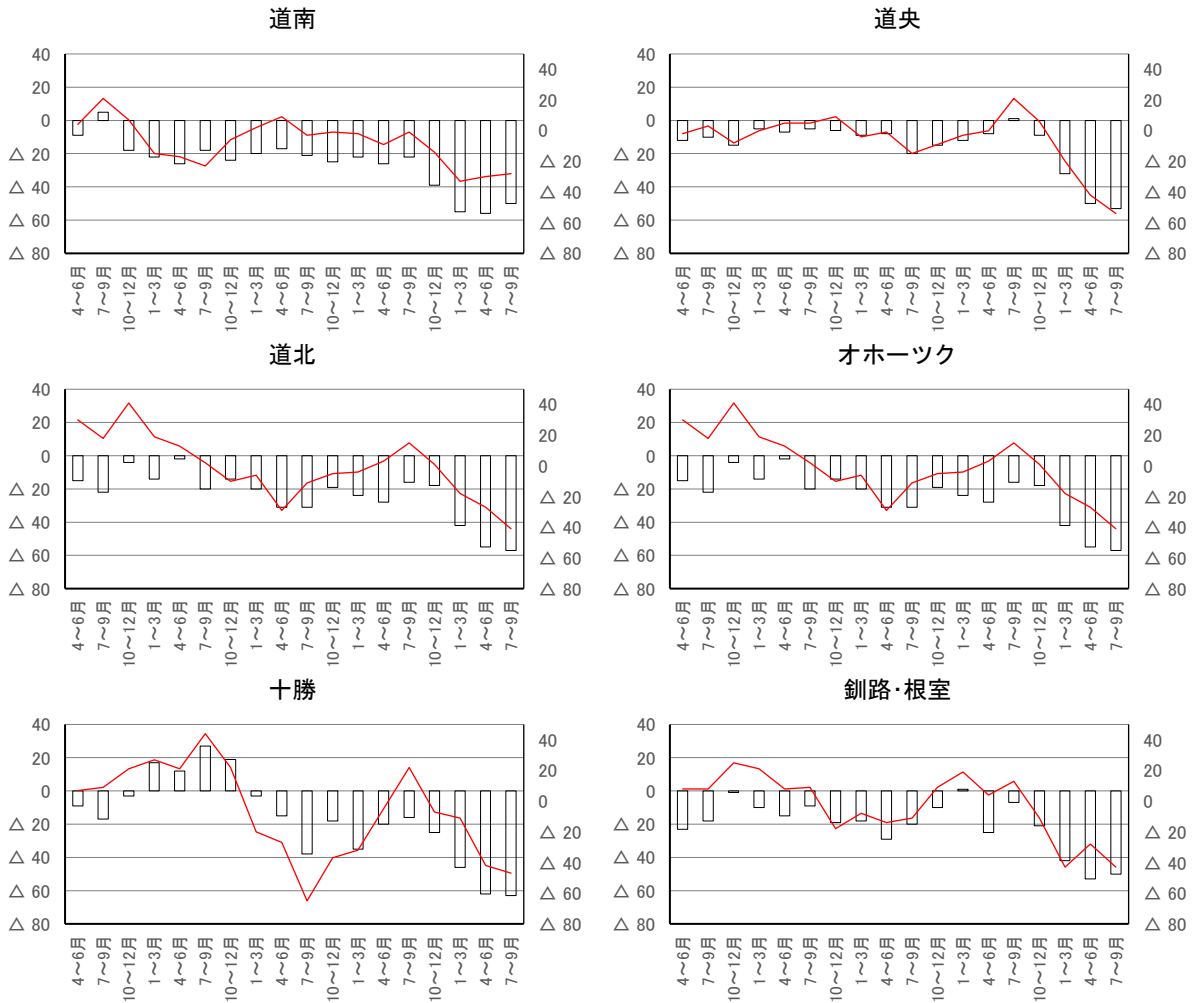 道南
40
20
0
△ 20
△ 40
△ 60
△ 80
40
20
0
△ 20
△ 40
△ 60
△ 80
4～6月
7～9月
10～12月
1～3月
4～6月
7～9月
10～12月
1～3月
4～6月
7～9月
10～12月
1～3月
4～6月
7～9月
10～12月
1～3月
4～6月
7～9月
道央
40
20
0
△ 20
△ 40
△ 60
△ 80
40
20
0
△ 20
△ 40
△ 60
△ 80
4～6月
7～9月
10～12月
1～3月
4～6月
7～9月
10～12月
1～3月
4～6月
7～9月
10～12月
1～3月
4～6月
7～9月
10～12月
1～3月
4～6月
7～9月
道北
40
20
0
△ 20
△ 40
△ 60
△ 80
40
20
0
△ 20
△ 40
△ 60
△ 80
4～6月
7～9月
10～12月
1～3月
4～6月
7～9月
10～12月
1～3月
4～6月
7～9月
10～12月
1～3月
4～6月
7～9月
10～12月
1～3月
4～6月
7～9月
オホーツク
40
20
0
△ 20
△ 40
△ 60
△ 80
40
20
0
△ 20
△ 40
△ 60
△ 80
4～6月
7～9月
10～12月
1～3月
4～6月
7～9月
10～12月
1～3月
4～6月
7～9月
10～12月
1～3月
4～6月
7～9月
10～12月
1～3月
4～6月
7～9月
十勝
40
20
0
△ 20
△ 40
△ 60
△ 80
40
20
0
△ 20
△ 40
△ 60
△ 80
4～6月
7～9月
10～12月
1～3月
4～6月
7～9月
10～12月
1～3月
4～6月
7～9月
10～12月
1～3月
4～6月
7～9月
10～12月
1～3月
4～6月
7～9月
釧路・根室
40
20
0
△ 20
△ 40
△ 60
△ 80
40
20
0
△ 20
△ 40
△ 60
△ 80
4～6月
7～9月
10～12月
1～3月
4～6月
7～9月
10～12月
1～3月
4～6月
7～9月
10～12月
1～3月
4～6月
7～9月
10～12月
1～3月
4～6月
7～9月